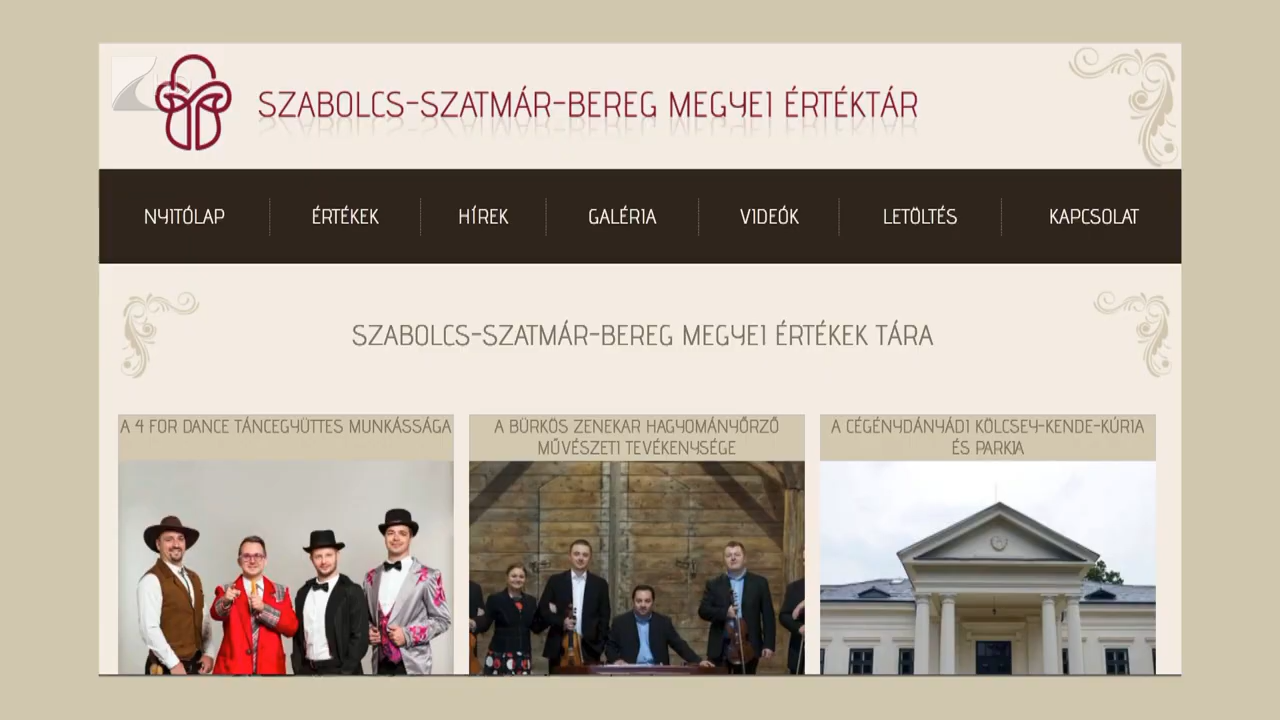 SZABOLCS-SZATMÁR-BEREG MEGYEI ÉRTÉKTÁR
NYITÓLAP
ÉRTÉKEK
HÍREK
GALÉRIA
VIDEÓK
LETÖLTÉS
KAPCSOLAT
SZABOLCS-SZATMÁR-BEREG MEGYEI ÉRTÉKEK TÁRA
A 4 FOR DANCE TÁNCEGYÜTTES MUNKÁSSÁGA
A BÜRKÖS ZENEKAR HAGYOMÁNYŐRZŐ
MŰVÉSZETI TEVÉKENYSÉGE
A CÉGÉNYDÁNYÁDI KÖLCSEY-KENDE-KÚRIA
ÉS PARKJA